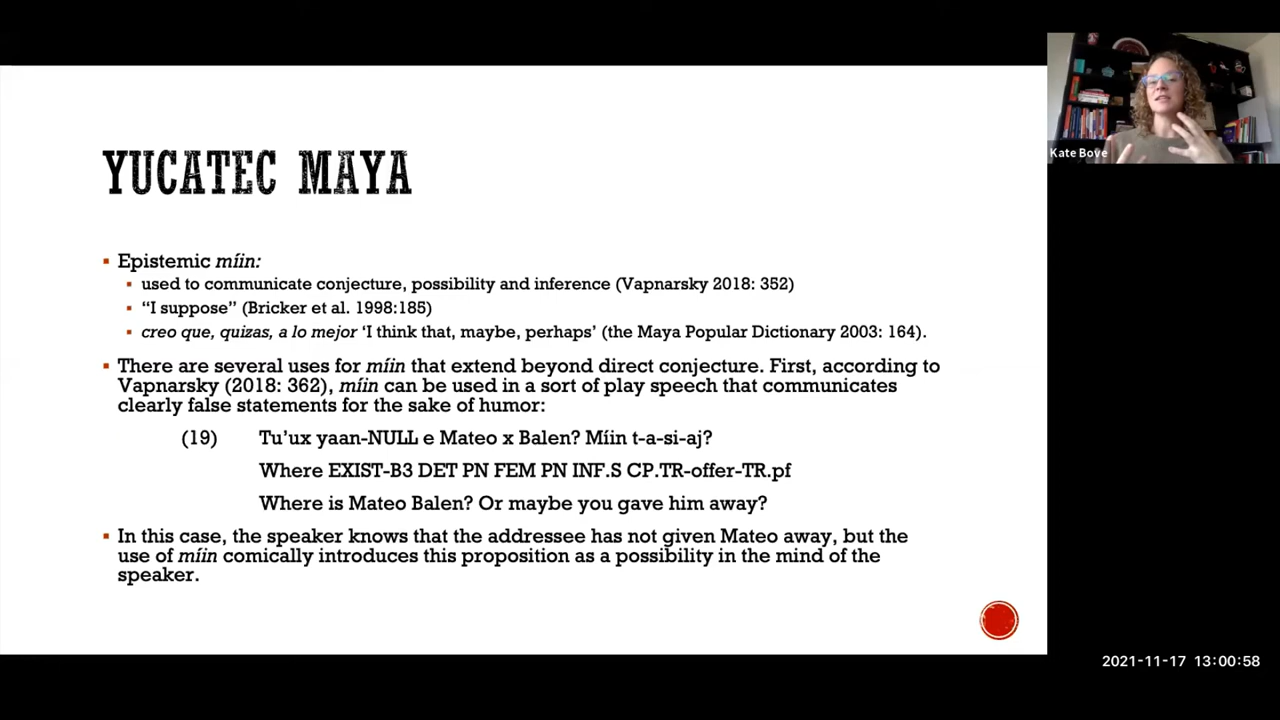 YUCATEC MAYA
▪ Epistemic míin:
▪ used to communicate conjecture, possibility and inference (Vapnarsky 2018: 352)
▪ “I suppose” (Bricker et al. 1998:185)
▪ creo que, quizas, a lo mejor ‘I think that, maybe, perhaps’ (the Maya Popular Dictionary 2003: 164).
▪ There are several uses for míin that extend beyond direct conjecture. First, according to
Vapnarsky (2018: 362), míin can be used in a sort of play speech that communicates
clearly false statements for the sake of humor:
(19) Tu’ux yaan-NULL e Mateo x Balen? Míin t-a-si-aj?
Where EXIST-B3 DET PN FEM PN INF.S CP.TR-offer-TR.pf
Where is Mateo Balen? Or maybe you gave him away?
▪ In this case, the speaker knows that the addressee has not given Mateo away, but the
use of míin comically introduces this proposition as a possibility in the mind of the
speaker.
Kate Bove
2021-11-17 13:00:58